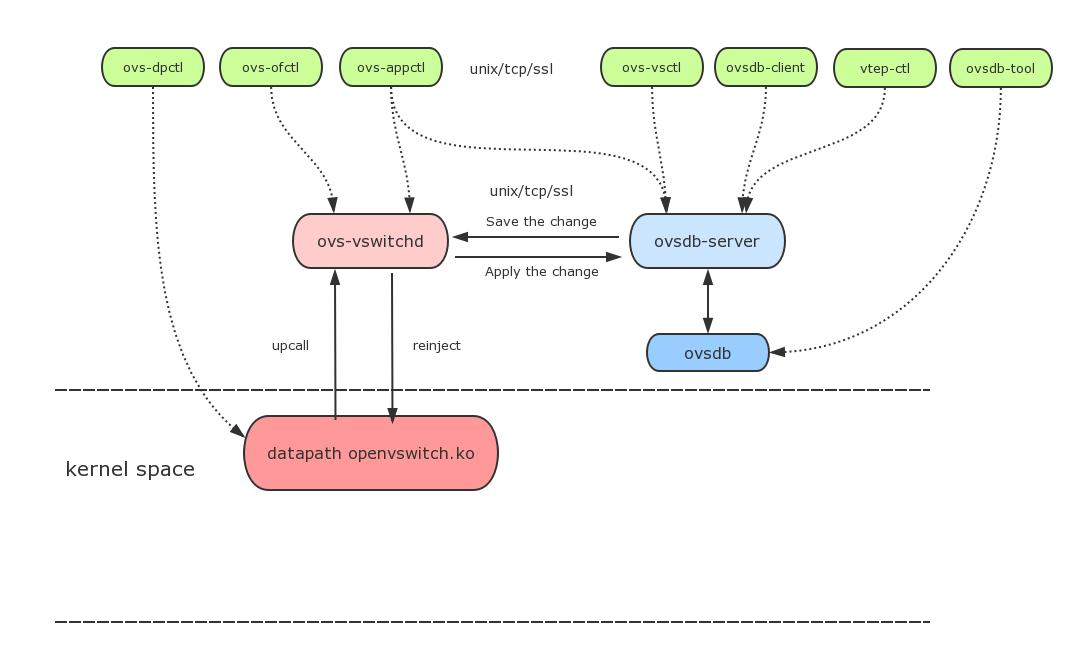 ovs-dpctl
ovs-ofctl
ovs-appctl
unix/tcp/ssl
ovs-vsctl
ovsdb-client
vtep-ctl
ovsdb-tool
unix/tcp/ssl
Save the change
ovs-vswitchd
ovsdb-server
Apply the change
upcall
reinject
ovsdb
datapath openvswitch.ko
kernel space